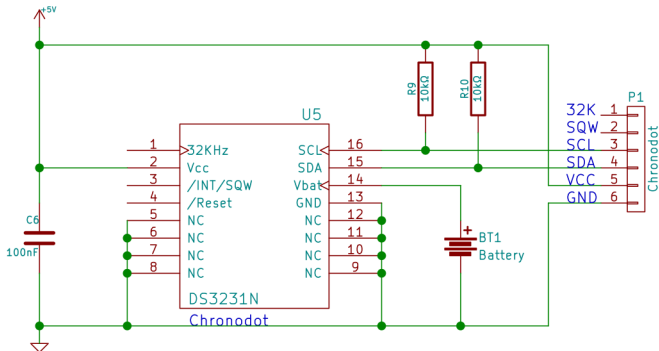 +5V
R9
10kΩ
R10
10kΩ
P1
U5
32K
1
SQW
2
SCL
3
SDA
4
VCC
5
GND
6
Chronodot
1
32KHz
SCL
16
2
Vcc
SDA
15
3
/INT/SQW
Vbat
14
4
/Reset
GND
13
5
NC
NC
12
6
NC
NC
11
7
NC
NC
10
8
NC
NC
9
C6
100nF
+
BT1
Battery
DS3231N
Chronodot